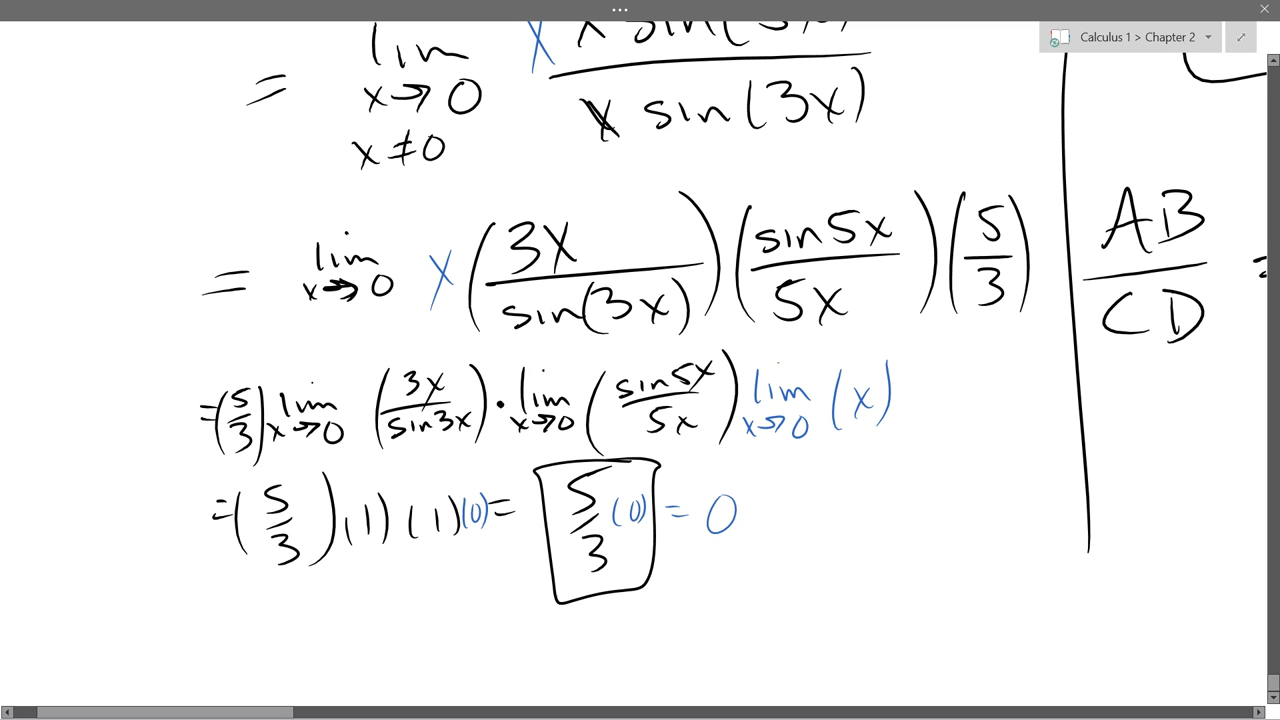 Calculus 1 > Chapter 2
= lim x→0 x≠0 x x sin(5x) / x sin(3x)
= lim x→0 x (3x / sin(3x)) (sin5x / 5x) (5/3)
AB / CD =
= (5/3) lim x→0 (3x / sin3x) · lim x→0 (sin5x / 5x) lim x→0 (x)
= (5/3) (1) (1) (0) = 5/3 (0) = 0